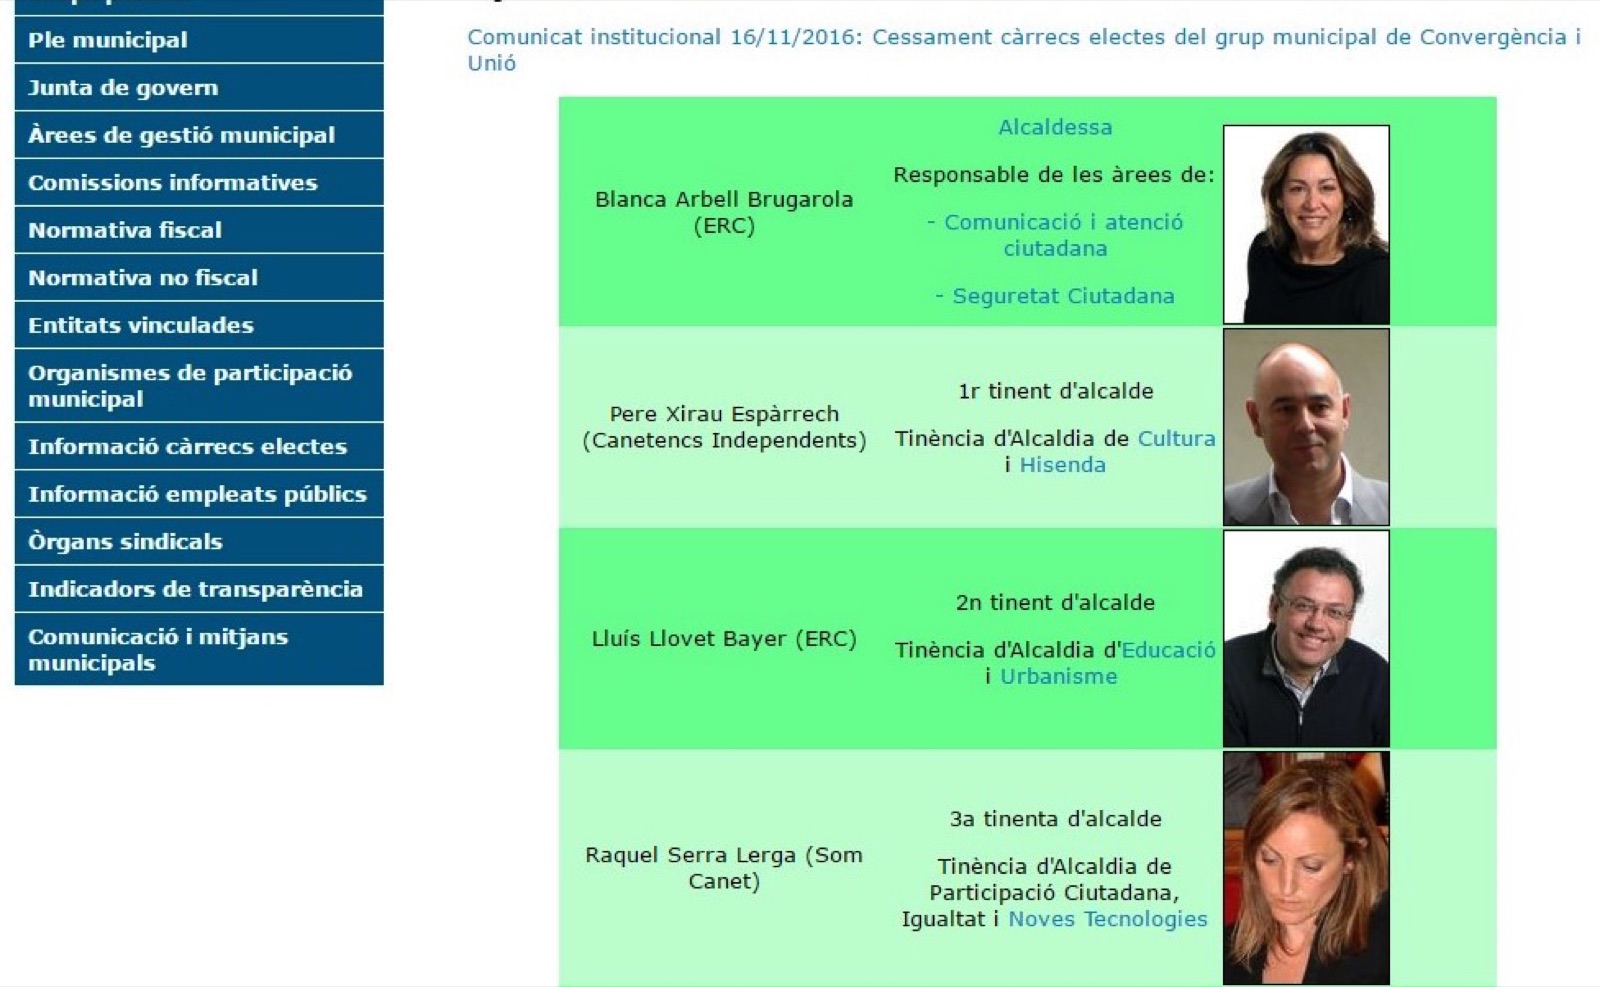 Ple municipal
Junta de govern
Àrees de gestió municipal
Comissions informatives
Normativa fiscal
Normativa no fiscal
Entitats vinculades
Organismes de participació
municipal
Informació càrrecs electes
Informació empleats públics
Òrgans sindicals
Indicadors de transparència
Comunicació i mitjans
municipals
Comunicat institucional 16/11/2016: Cessament càrrecs electes del grup municipal de Convergència i
Unió
Blanca Arbell Brugarola
(ERC)
Alcaldessa
Responsable de les àrees de:
- Comunicació i atenció
ciutadana
- Seguretat Ciutadana
Pere Xirau Espàrrech
(Canetencs Independents)
1r tinent d'alcalde
Tinència d'Alcaldia de Cultura
i Hisenda
Lluís Llovet Bayer (ERC)
2n tinent d'alcalde
Tinència d'Alcaldia d'Educació
i Urbanisme
Raquel Serra Lerga (Som
Canet)
3a tinenta d'alcalde
Tinència d'Alcaldia de
Participació Ciutadana,
Igualtat i Noves Tecnologies